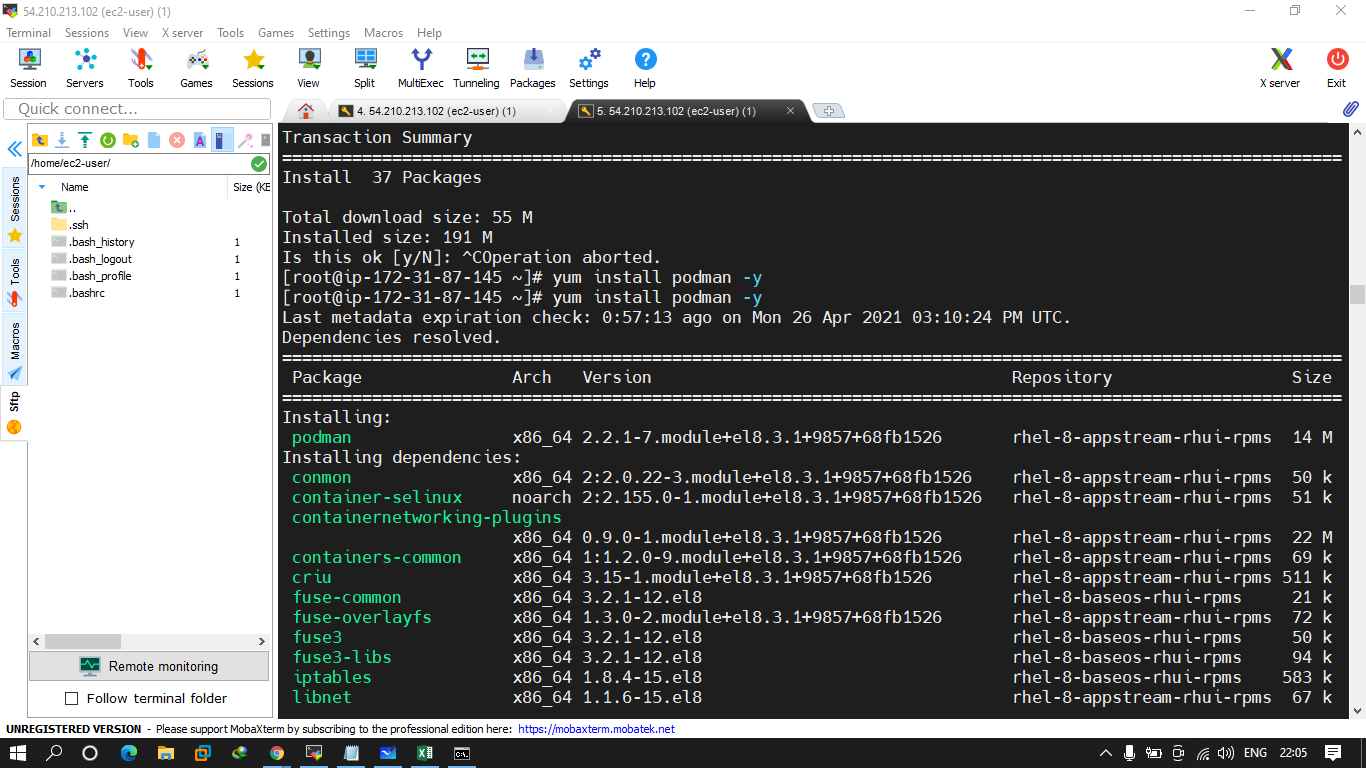 54.210.213.102 (ec2-user) (1)
Terminal Sessions View X server Tools Games Settings Macros Help
Session Servers Tools Games Sessions View Split MultiExec Tunneling Packages Settings Help X server Exit
Quick connect...
4. 54.210.213.102 (ec2-user) (1)
5. 54.210.213.102 (ec2-user) (1)
/home/ec2-user/
Name Size (KB
..
.ssh
.bash_history 1
.bash_logout 1
.bash_profile 1
.bashrc 1
Sessions
Tools
Macros
Sftp
Remote monitoring
Follow terminal folder
Transaction Summary
================================================================================
Install 37 Packages
Total download size: 55 M
Installed size: 191 M
Is this ok [y/N]: ^COperation aborted.
[root@ip-172-31-87-145 ~]# yum install podman -y
[root@ip-172-31-87-145 ~]# yum install podman -y
Last metadata expiration check: 0:57:13 ago on Mon 26 Apr 2021 03:10:24 PM UTC.
Dependencies resolved.
================================================================================
Package Arch Version Repository Size
================================================================================
Installing:
podman x86_64 2.2.1-7.module+el8.3.1+9857+68fb1526 rhel-8-appstream-rhui-rpms 14 M
Installing dependencies:
conmon x86_64 2:2.0.22-3.module+el8.3.1+9857+68fb1526 rhel-8-appstream-rhui-rpms 50 k
container-selinux noarch 2:2.155.0-1.module+el8.3.1+9857+68fb1526 rhel-8-appstream-rhui-rpms 51 k
containernetworking-plugins
x86_64 0.9.0-1.module+el8.3.1+9857+68fb1526 rhel-8-appstream-rhui-rpms 22 M
containers-common x86_64 1:1.2.0-9.module+el8.3.1+9857+68fb1526 rhel-8-appstream-rhui-rpms 69 k
criu x86_64 3.15-1.module+el8.3.1+9857+68fb1526 rhel-8-appstream-rhui-rpms 511 k
fuse-common x86_64 3.2.1-12.el8 rhel-8-baseos-rhui-rpms 21 k
fuse-overlayfs x86_64 1.3.0-2.module+el8.3.1+9857+68fb1526 rhel-8-appstream-rhui-rpms 72 k
fuse3 x86_64 3.2.1-12.el8 rhel-8-baseos-rhui-rpms 50 k
fuse3-libs x86_64 3.2.1-12.el8 rhel-8-baseos-rhui-rpms 94 k
iptables x86_64 1.8.4-15.el8 rhel-8-baseos-rhui-rpms 583 k
libnet x86_64 1.1.6-15.el8 rhel-8-appstream-rhui-rpms 67 k
UNREGISTERED VERSION - Please support MobaXterm by subscribing to the professional edition here: https://mobaxterm.mobatek.net
ENG 22:05